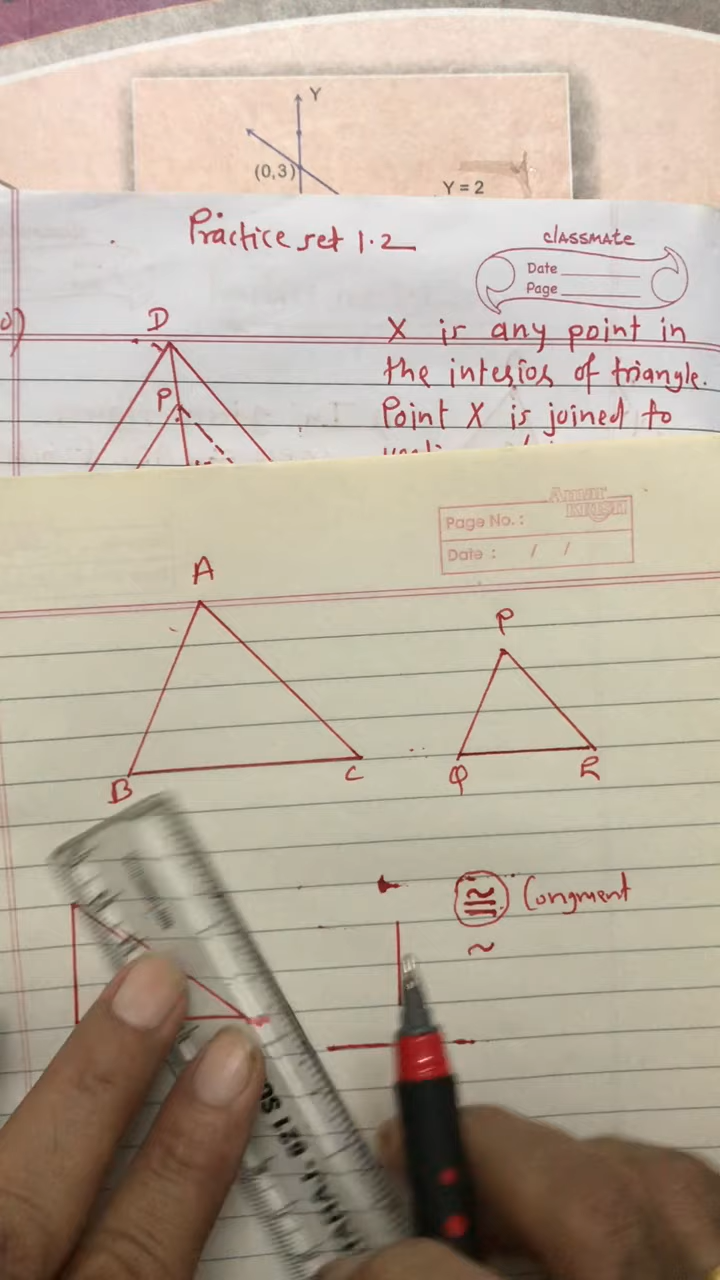 Y
(0,3)
Y = 2
Practice set 1.2
classmate
Date
Page
D
X is any point in
the interior of triangle.
P
Point X is joined to
Page No. :
Date : / /
A
P
B
C
Q
R
≅ Congruent
~